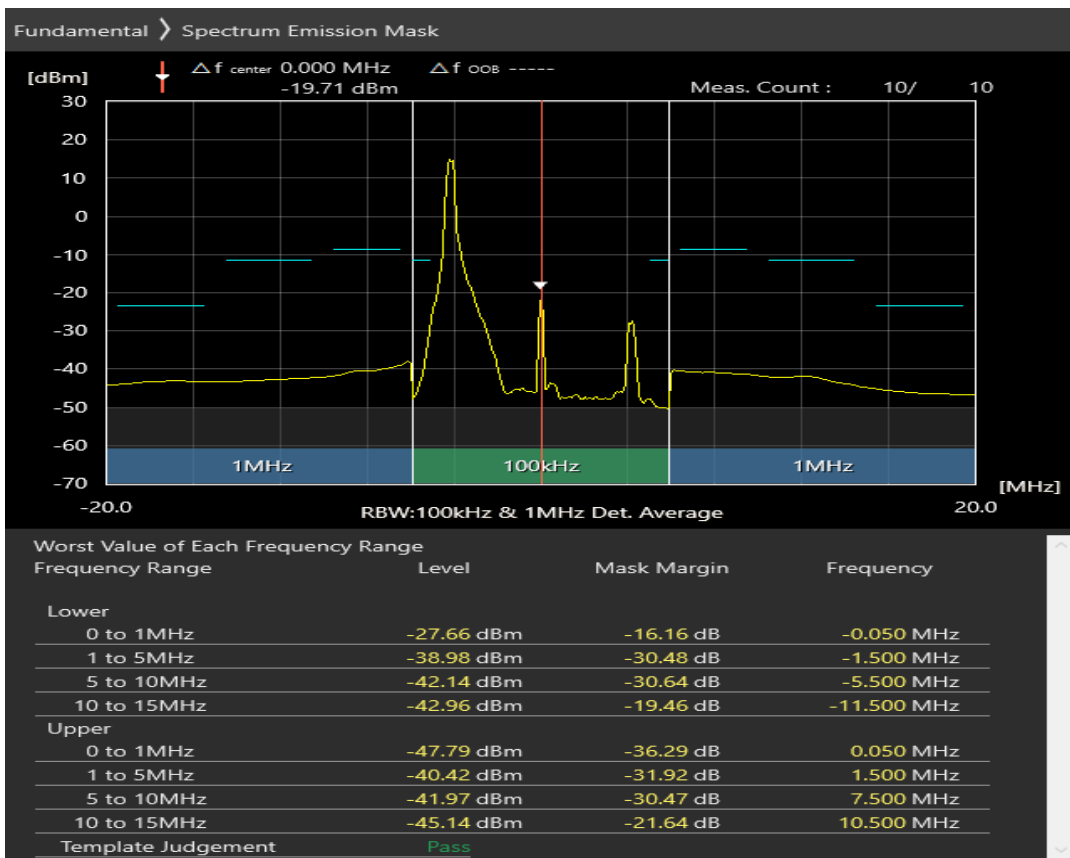 Fundamental 》 Spectrum Emission Mask
△f center 0.000 MHz △f OOB -----
[dBm]
-19.71 dBm Meas. Count : 10/ 10
30
20
10
0
-10
-20
-30
-40
-50
-60
-70
1MHz 100kHz 1MHz
[MHz]
-20.0 RBW:100kHz & 1MHz Det. Average 20.0
Worst Value of Each Frequency Range
Frequency Range Level Mask Margin Frequency
Lower
0 to 1MHz -27.66 dBm -16.16 dB -0.050 MHz
1 to 5MHz -38.98 dBm -30.48 dB -1.500 MHz
5 to 10MHz -42.14 dBm -30.64 dB -5.500 MHz
10 to 15MHz -42.96 dBm -19.46 dB -11.500 MHz
Upper
0 to 1MHz -47.79 dBm -36.29 dB 0.050 MHz
1 to 5MHz -40.42 dBm -31.92 dB 1.500 MHz
5 to 10MHz -41.97 dBm -30.47 dB 7.500 MHz
10 to 15MHz -45.14 dBm -21.64 dB 10.500 MHz
Template Judgement Pass